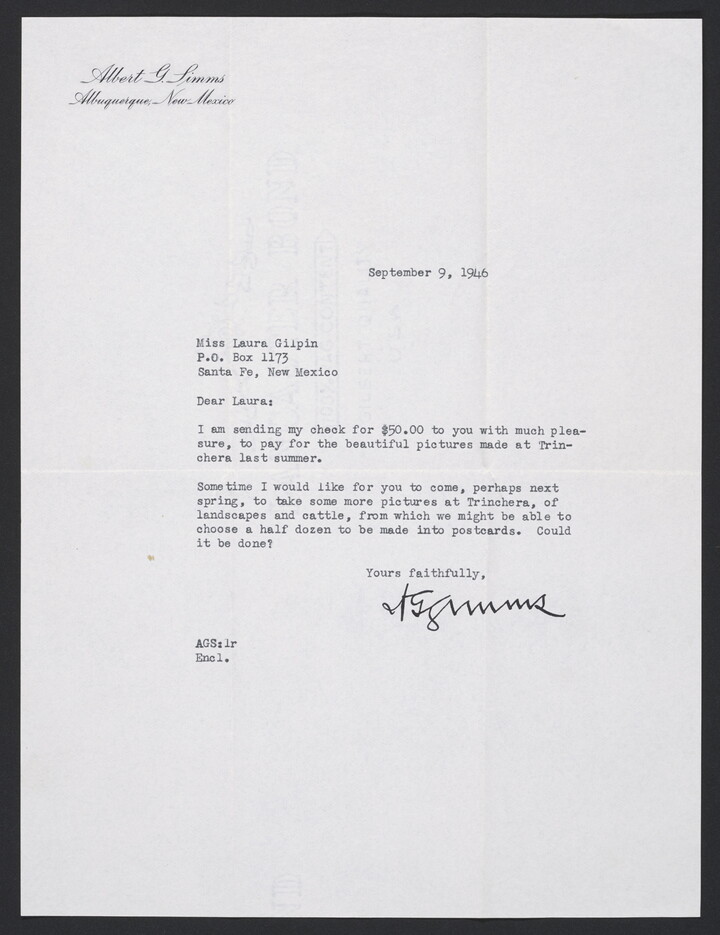 Albert G. Simms
Albuquerque, New Mexico
September 9, 1946
Miss Laura Gilpin
P.O. Box 1173
Santa Fe, New Mexico
Dear Laura:
I am sending my check for $50.00 to you with much plea-
sure, to pay for the beautiful pictures made at Trin-
chera last summer.
Sometime I would like for you to come, perhaps next
spring, to take some more pictures at Trinchera, of
landscapes and cattle, from which we might be able to
choose a half dozen to be made into postcards.  Could
it be done?
Yours faithfully,
AGSimms
AGS:lr
Encl.